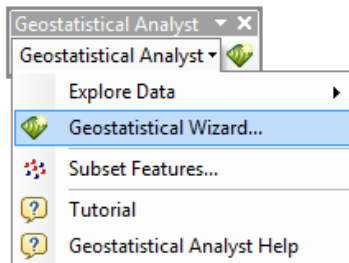 Geostatistical Analyst
Geostatistical Analyst
Explore Data
Geostatistical Wizard...
Subset Features...
Tutorial
Geostatistical Analyst Help